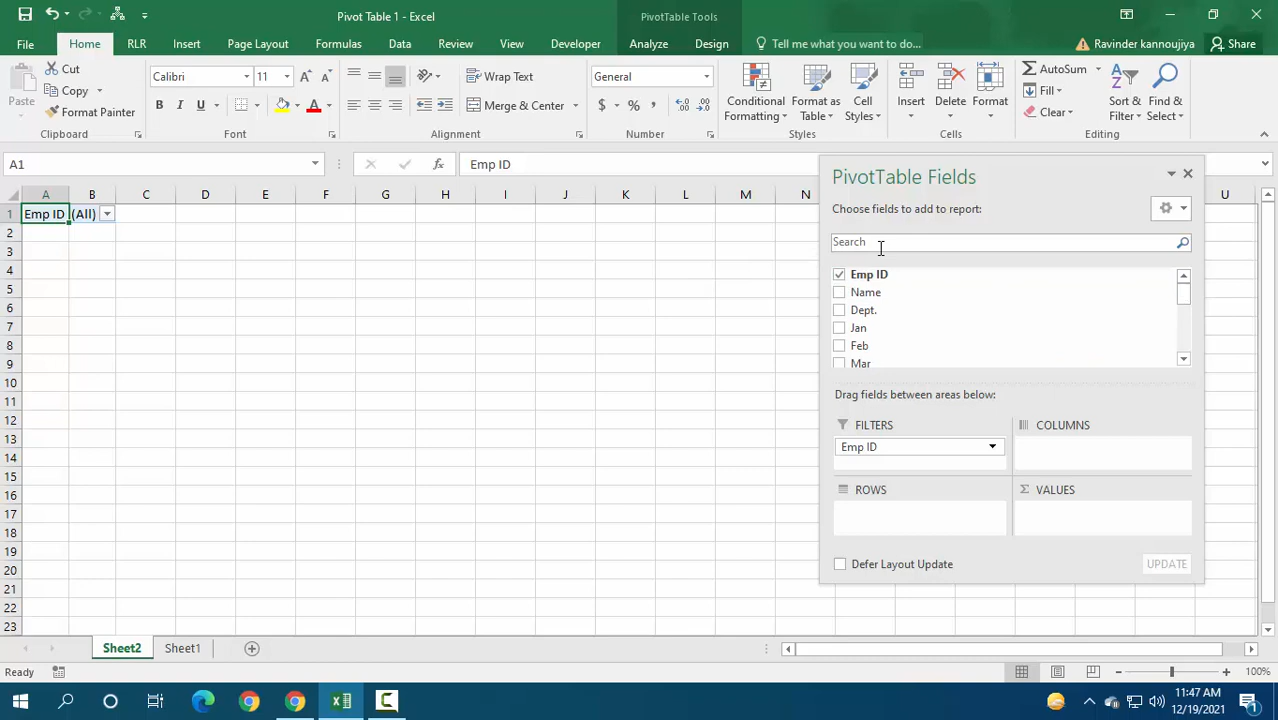 Pivot Table 1 - Excel
PivotTable Tools
File Home RLR Insert Page Layout Formulas Data Review View Developer Analyze Design Tell me what you want to do... Ravinder kannoujiya Share
Paste Cut Copy Format Painter
Calibri 11
B I U A
Wrap Text
Merge & Center
General
$ % ,
Conditional Formatting Format as Table Cell Styles
Insert Delete Format
AutoSum Fill Clear
Sort & Filter Find & Select
Clipboard Font Alignment Number Styles Cells Editing
A1 fx Emp ID
A B C D E F G H I J K L M N U
1 Emp ID (All)
2
3
4
5
6
7
8
9
10
11
12
13
14
15
16
17
18
19
20
21
22
23
PivotTable Fields
Choose fields to add to report:
Search
Emp ID
Name
Dept.
Jan
Feb
Mar
Drag fields between areas below:
FILTERS COLUMNS
Emp ID
ROWS VALUES
Defer Layout Update UPDATE
Sheet2 Sheet1
Ready 100%
11:47 AM
12/19/2021
1